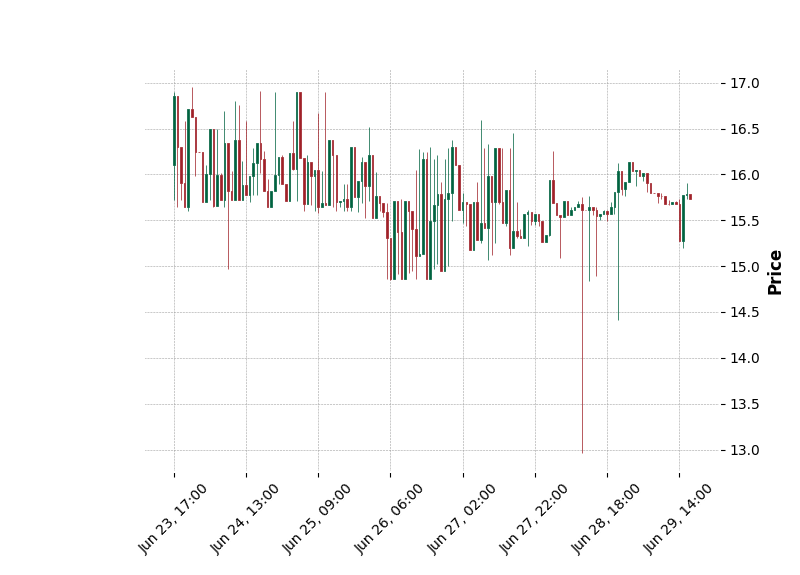 17.0
16.5
16.0
15.5
15.0
14.5
14.0
13.5
13.0
Price
Jun 23, 17:00
Jun 24, 13:00
Jun 25, 09:00
Jun 26, 06:00
Jun 27, 02:00
Jun 27, 22:00
Jun 28, 18:00
Jun 29, 14:00